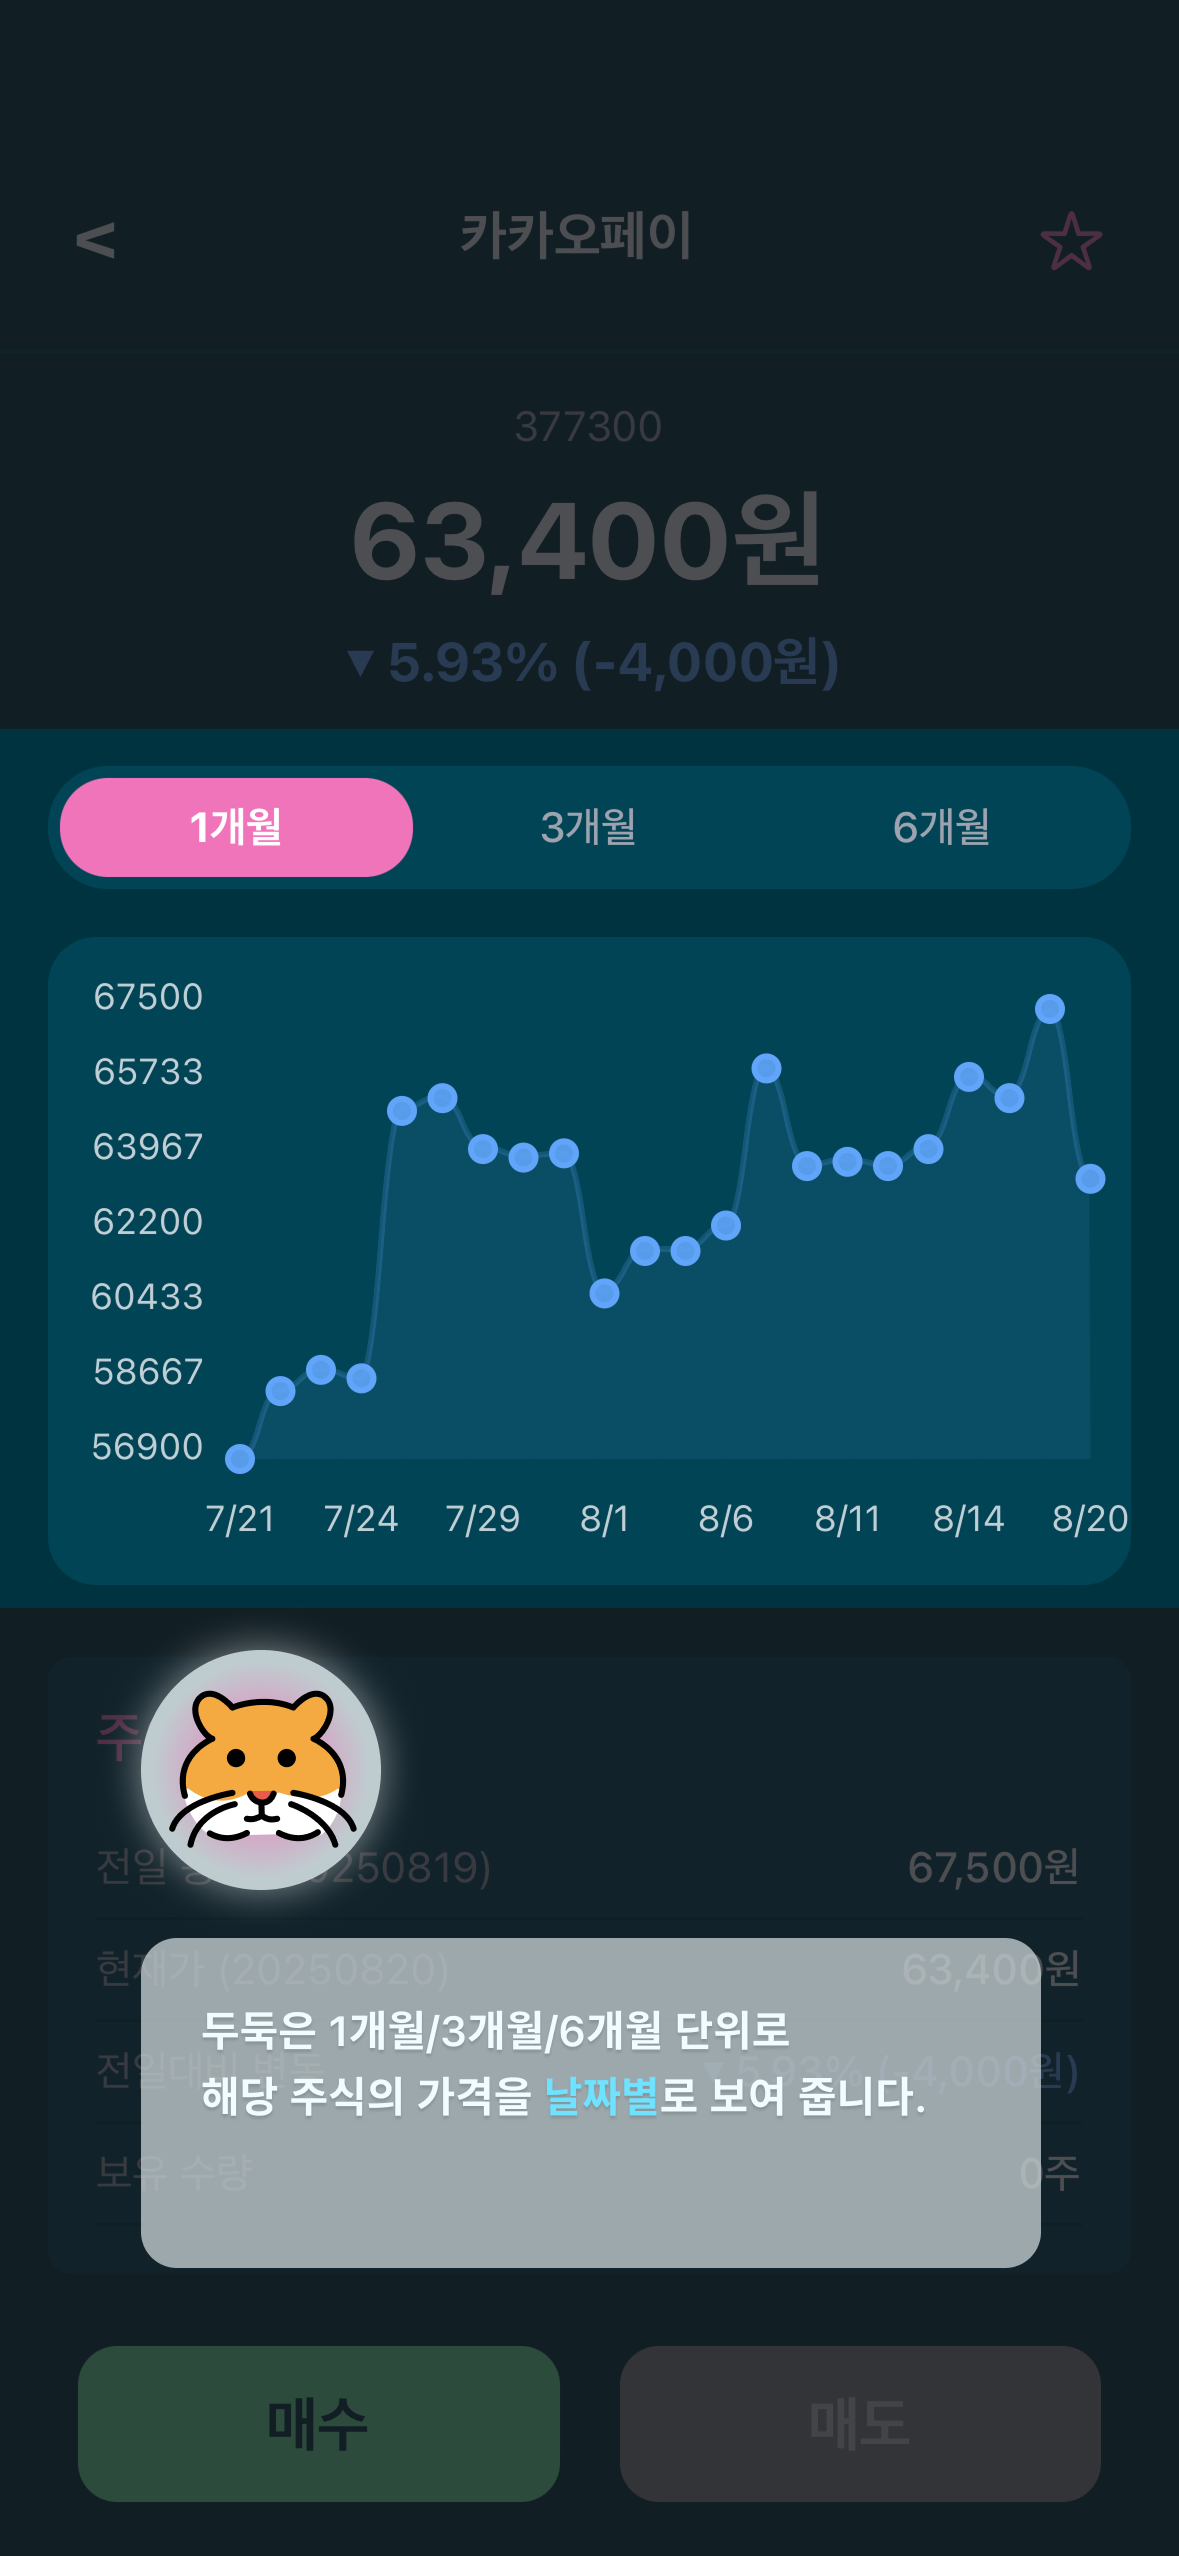 <
카카오페이
377300
63,400원
▼ 5.93% (-4,000원)
1개월
3개월
6개월
67500
65733
63967
62200
60433
58667
56900
7/21 7/24 7/29 8/1 8/6 8/11 8/14 8/20
주
전일 250819)
67,500원
현재가 (20250820)
63,400원
전일대비 변동
▼ 5.93% (-4,000원)
보유 수량
0주
두둑은 1개월/3개월/6개월 단위로
해당 주식의 가격을 날짜별로 보여 줍니다.
매수
매도